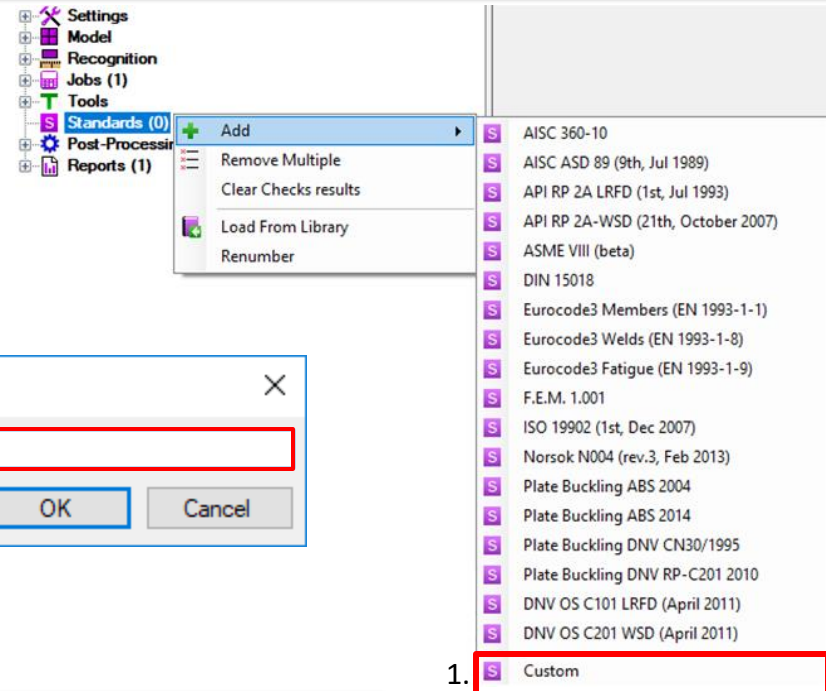 Settings
Model
Recognition
Jobs (1)
Tools
Standards (0)
Post-Processin
Reports (1)
Add
Remove Multiple
Clear Checks results
Load From Library
Renumber
AISC 360-10
AISC ASD 89 (9th, Jul 1989)
API RP 2A LRFD (1st, Jul 1993)
API RP 2A-WSD (21th, October 2007)
ASME VIII (beta)
DIN 15018
Eurocode3 Members (EN 1993-1-1)
Eurocode3 Welds (EN 1993-1-8)
Eurocode3 Fatigue (EN 1993-1-9)
F.E.M. 1.001
ISO 19902 (1st, Dec 2007)
Norsok N004 (rev.3, Feb 2013)
Plate Buckling ABS 2004
Plate Buckling ABS 2014
Plate Buckling DNV CN30/1995
Plate Buckling DNV RP-C201 2010
DNV OS C101 LRFD (April 2011)
DNV OS C201 WSD (April 2011)
1. Custom
OK Cancel